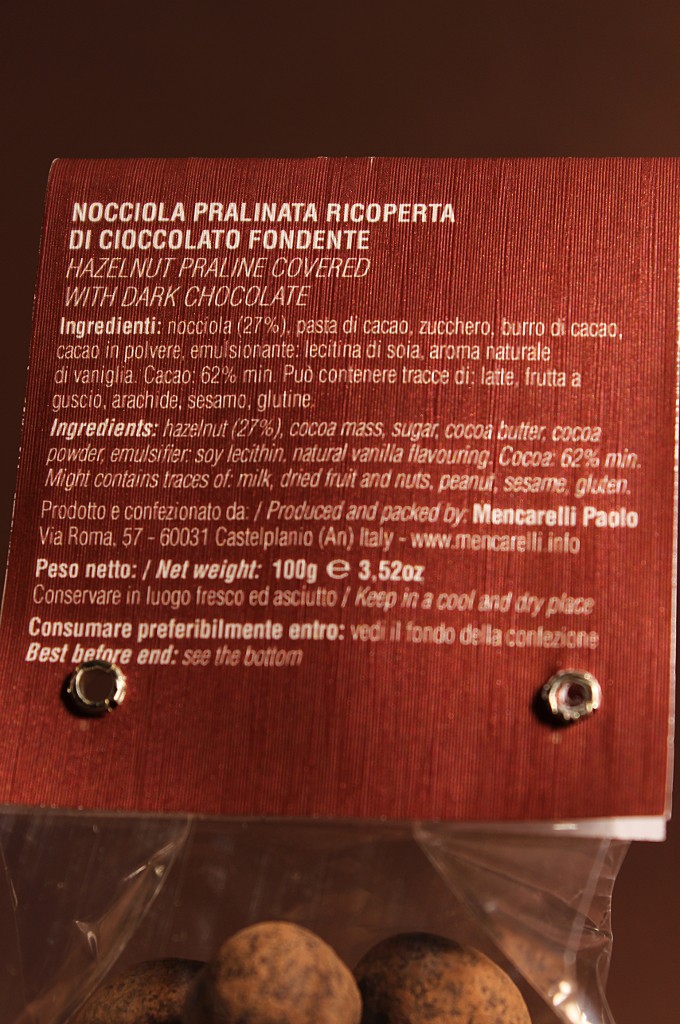 NOCCIOLA PRALINATA RICOPERTA
DI CIOCCOLATO FONDENTE
HAZELNUT PRALINE COVERED
WITH DARK CHOCOLATE
Ingredienti: nocciola (27%), pasta di cacao, zucchero, burro di cacao,
cacao in polvere, emulsionante: lecitina di soia, aroma naturale
di vaniglia. Cacao: 62% min. Può contenere tracce di: latte, frutta a
guscio, arachide, sesamo, glutine.
Ingredients: hazelnut (27%), cocoa mass, sugar, cocoa butter, cocoa
powder, emulsifier: soy lecithin, natural vanilla flavouring. Cocoa: 62% min.
Might contains traces of: milk, dried fruit and nuts, peanut, sesame, gluten.
Prodotto e confezionato da: / Produced and packed by: Mencarelli Paolo
Via Roma, 57 - 60031 Castelplanio (An) Italy - www.mencarelli.info
Peso netto: / Net weight: 100g ℮ 3,52oz
Conservare in luogo fresco ed asciutto / Keep in a cool and dry place
Consumare preferibilmente entro: vedi il fondo della confezione
Best before end: see the bottom